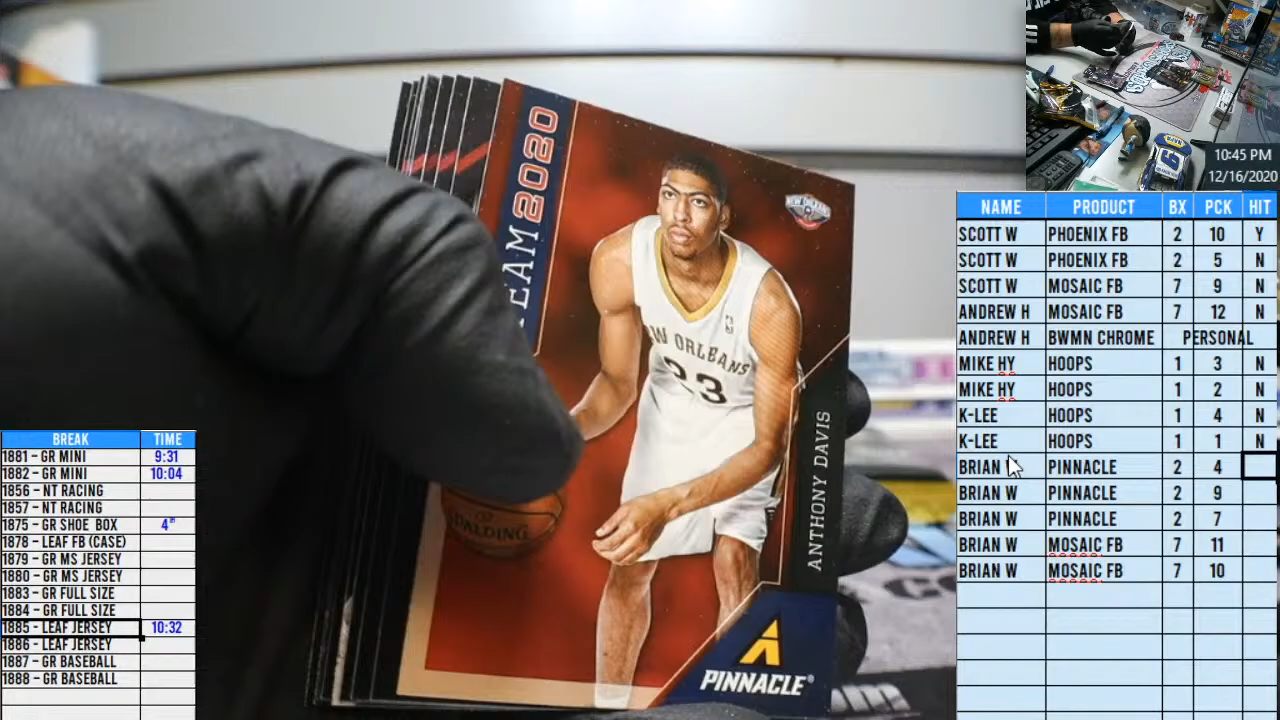 TEAM 2020
NEW ORLEANS
NEW ORLEANS
23
SPALDING
ANTHONY DAVIS
PINNACLE®
10:45 PM
12/16/2020
NAME PRODUCT BX PCK HIT
SCOTT W PHOENIX FB 2 10 Y
SCOTT W PHOENIX FB 2 5 N
SCOTT W MOSAIC FB 7 9 N
ANDREW H MOSAIC FB 7 12 N
ANDREW H BWMN CHROME PERSONAL
MIKE HY HOOPS 1 3 N
MIKE HY HOOPS 1 2 N
K-LEE HOOPS 1 4 N
K-LEE HOOPS 1 1 N
BRIAN W PINNACLE 2 4
BRIAN W PINNACLE 2 9
BRIAN W PINNACLE 2 7
BRIAN W MOSAIC FB 7 11
BRIAN W MOSAIC FB 7 10
BREAK TIME
1881 – GR MINI 9:31
1882 – GR MINI 10:04
1856 – NT RACING
1857 – NT RACING
1875 – GR SHOE BOX 4th
1878 – LEAF FB (CASE)
1879 – GR MS JERSEY
1880 – GR MS JERSEY
1883 – GR FULL SIZE
1884 – GR FULL SIZE
1885 – LEAF JERSEY 10:32
1886 – LEAF JERSEY
1887 – GR BASEBALL
1888 – GR BASEBALL